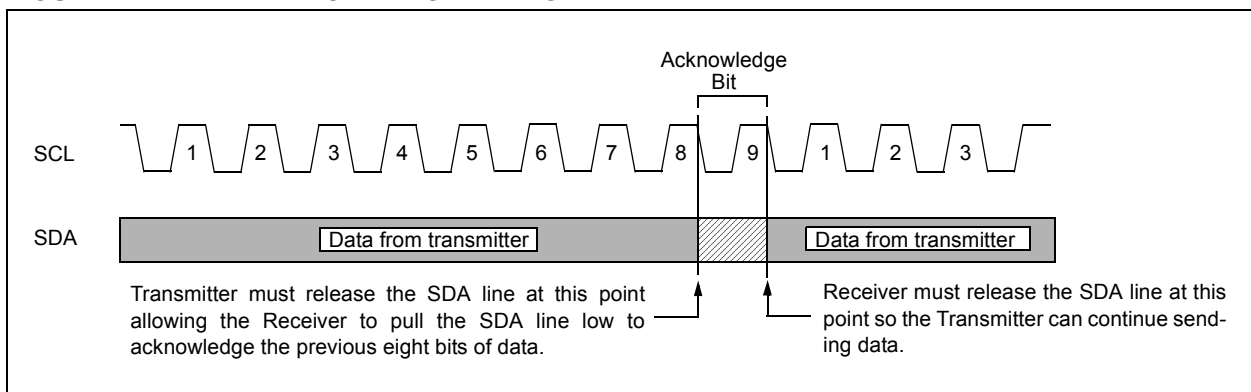 Acknowledge
Bit
SCL
1 2 3 4 5 6 7 8 9 1 2 3
SDA
Data from transmitter
Data from transmitter
Transmitter must release the SDA line at this point
allowing the Receiver to pull the SDA line low to
acknowledge the previous eight bits of data.
Receiver must release the SDA line at this
point so the Transmitter can continue send-
ing data.